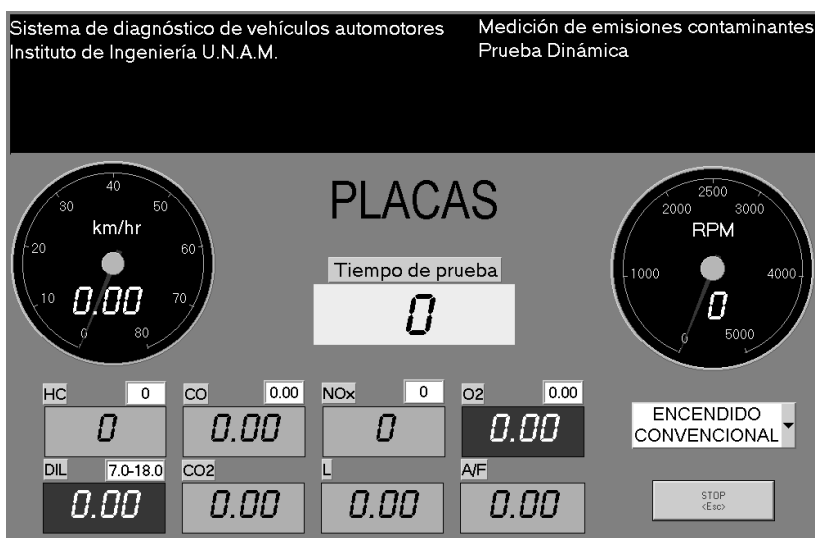 Sistema de diagnóstico de vehículos automotores
Instituto de Ingeniería U.N.A.M.
Medición de emisiones contaminantes
Prueba Dinámica
PLACAS
Tiempo de prueba
0
km/hr
0 10 20 30 40 50 60 70 80
0.00
RPM
0 1000 2000 2500 3000 4000 5000
0
HC 0 CO 0.00 NOx 0 O2 0.00
0 0.00 0 0.00
DIL 7.0-18.0 CO2 L A/F
0.00 0.00 0.00 0.00
ENCENDIDO
CONVENCIONAL
STOP
<Esc>